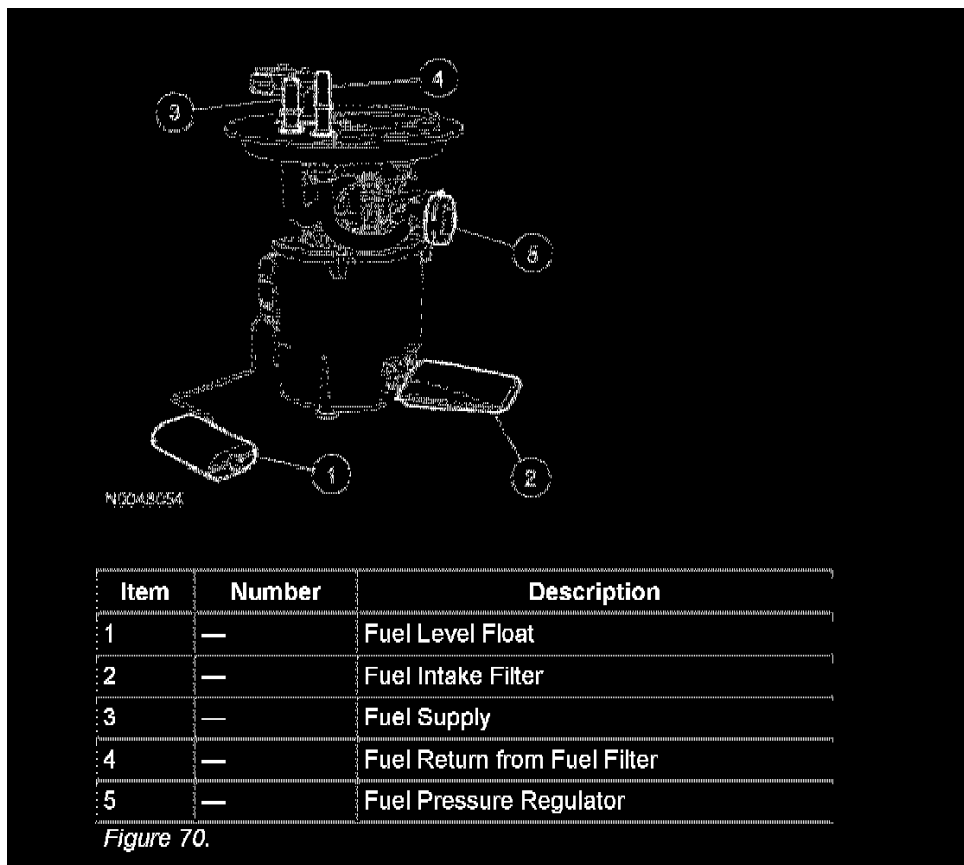 3
4
5
1
2
N0048054
Item Number Description
1 — Fuel Level Float
2 — Fuel Intake Filter
3 — Fuel Supply
4 — Fuel Return from Fuel Filter
5 — Fuel Pressure Regulator
Figure 70.